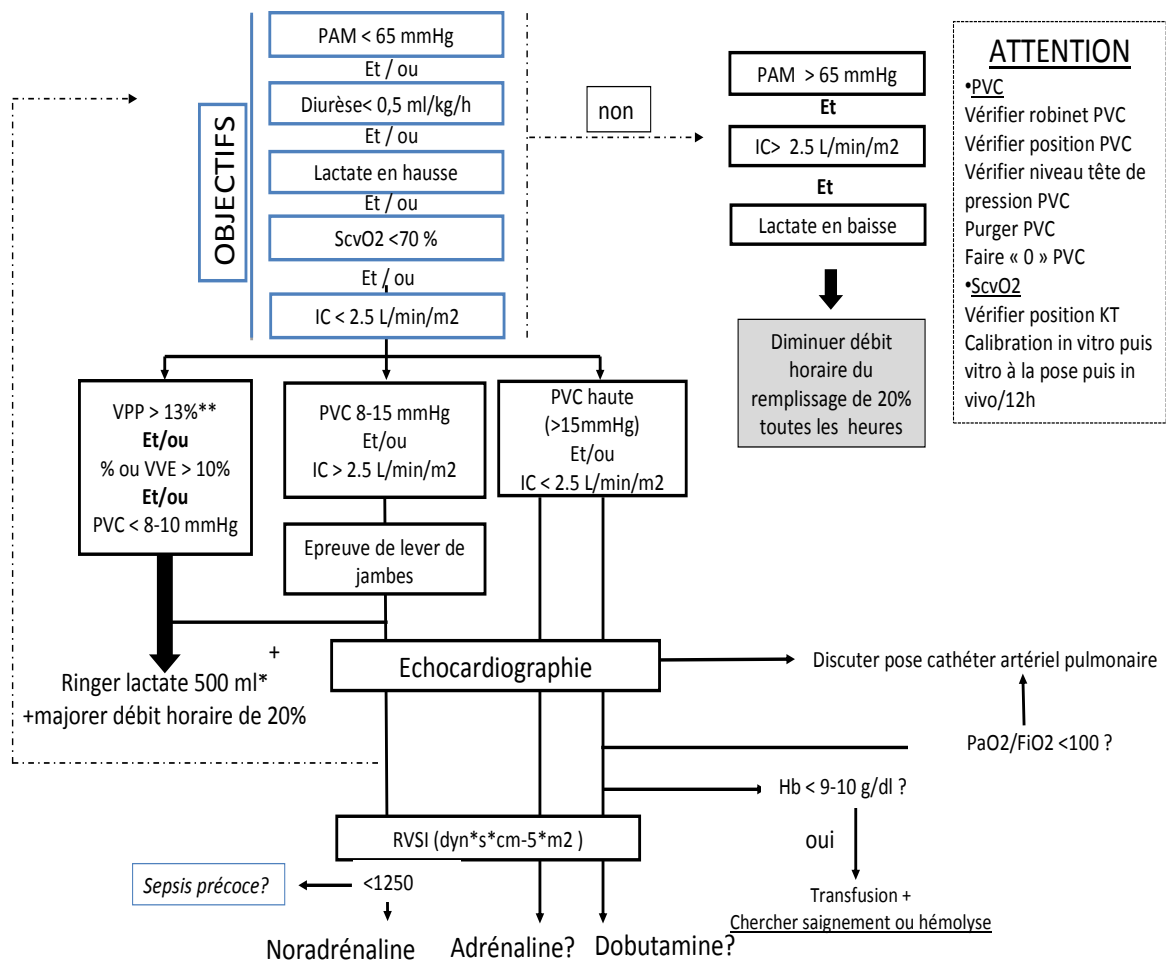 OBJECTIFS
PAM < 65 mmHg
Et / ou
Diurèse< 0,5 ml/kg/h
Et / ou
Lactate en hausse
Et / ou
ScvO2 <70 %
Et / ou
IC < 2.5 L/min/m2
non
PAM > 65 mmHg
Et
IC> 2.5 L/min/m2
Et
Lactate en baisse
Diminuer débit
horaire du
remplissage de 20%
toutes les heures
ATTENTION
•PVC
Vérifier robinet PVC
Vérifier position PVC
Vérifier niveau tête de
pression PVC
Purger PVC
Faire « 0 » PVC
•ScvO2
Vérifier position KT
Calibration in vitro puis
vitro à la pose puis in
vivo/12h
VPP > 13%**
Et/ou
% ou VVE > 10%
Et/ou
PVC < 8-10 mmHg
PVC 8-15 mmHg
Et/ou
IC > 2.5 L/min/m2
PVC haute
(>15mmHg)
Et/ou
IC < 2.5 L/min/m2
Epreuve de lever de
jambes
+
Ringer lactate 500 ml*
+majorer débit horaire de 20%
Echocardiographie
Discuter pose cathéter artériel pulmonaire
PaO2/FiO2 <100 ?
Hb < 9-10 g/dl ?
oui
Transfusion +
Chercher saignement ou hémolyse
RVSI (dyn*s*cm-5*m2 )
Sepsis précoce?
<1250
Noradrénaline
Adrénaline?
Dobutamine?